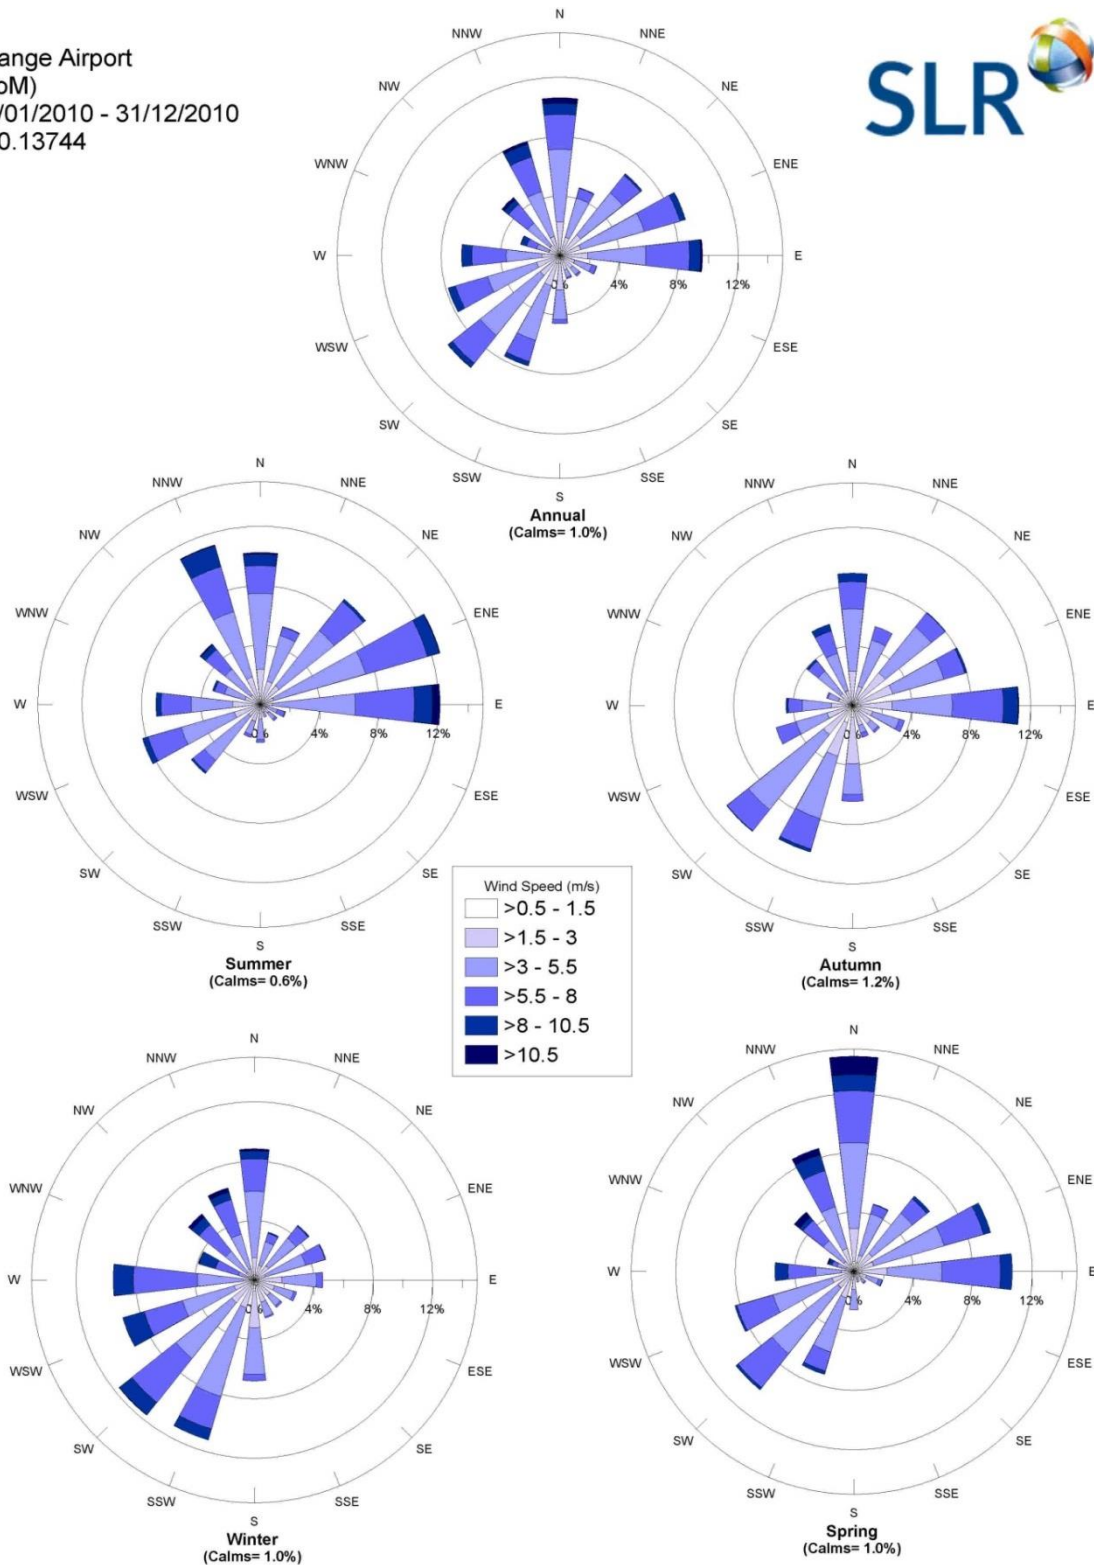 ange Airport
oM)
/01/2010 - 31/12/2010
0.13744
SLR
N
NNW NNE
NW NE
WNW ENE
W E
0% 4% 8% 12%
WSW ESE
SW SE
SSW SSE
S
Annual
(Calms= 1.0%)
N
NNW NNE
NW NE
WNW ENE
W E
0% 4% 8% 12%
WSW ESE
SW SE
SSW SSE
S
Summer
(Calms= 0.6%)
N
NNW NNE
NW NE
WNW ENE
W E
0% 4% 8% 12%
WSW ESE
SW SE
SSW SSE
S
Autumn
(Calms= 1.2%)
Wind Speed (m/s)
>0.5 - 1.5
>1.5 - 3
>3 - 5.5
>5.5 - 8
>8 - 10.5
>10.5
N
NNW NNE
NW NE
WNW ENE
W E
0% 4% 8% 12%
WSW ESE
SW SE
SSW SSE
S
Winter
(Calms= 1.0%)
N
NNW NNE
NW NE
WNW ENE
W E
0% 4% 8% 12%
WSW ESE
SW SE
SSW SSE
S
Spring
(Calms= 1.0%)